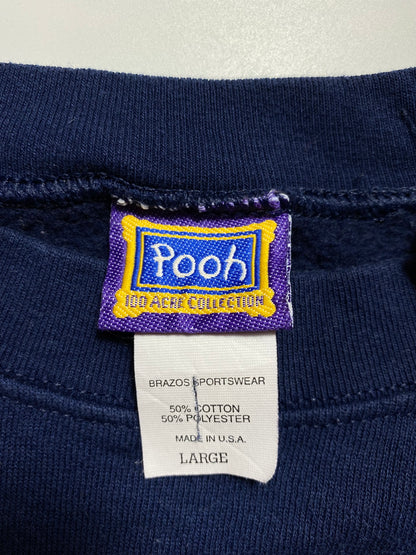 Pooh
100 ACRE COLLECTION
BRAZOS SPORTSWEAR
50% COTTON
50% POLYESTER
MADE IN U.S.A.
LARGE